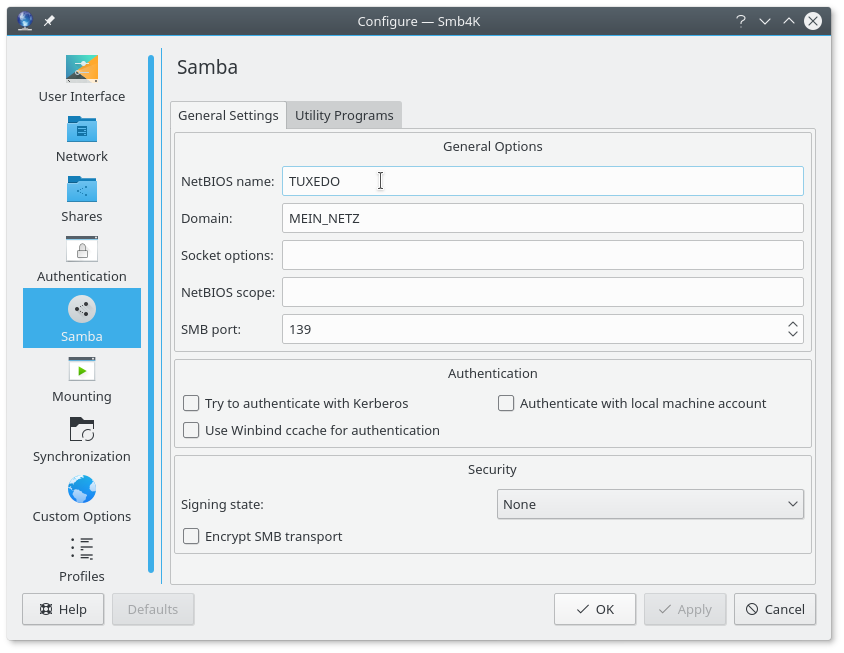 Configure — Smb4K
User Interface
Network
Shares
Authentication
Samba
Mounting
Synchronization
Custom Options
Profiles
Samba
General Settings
Utility Programs
General Options
NetBIOS name: TUXEDO
Domain: MEIN_NETZ
Socket options:
NetBIOS scope:
SMB port: 139
Authentication
Try to authenticate with Kerberos
Authenticate with local machine account
Use Winbind ccache for authentication
Security
Signing state: None
Encrypt SMB transport
Help
Defaults
OK
Apply
Cancel